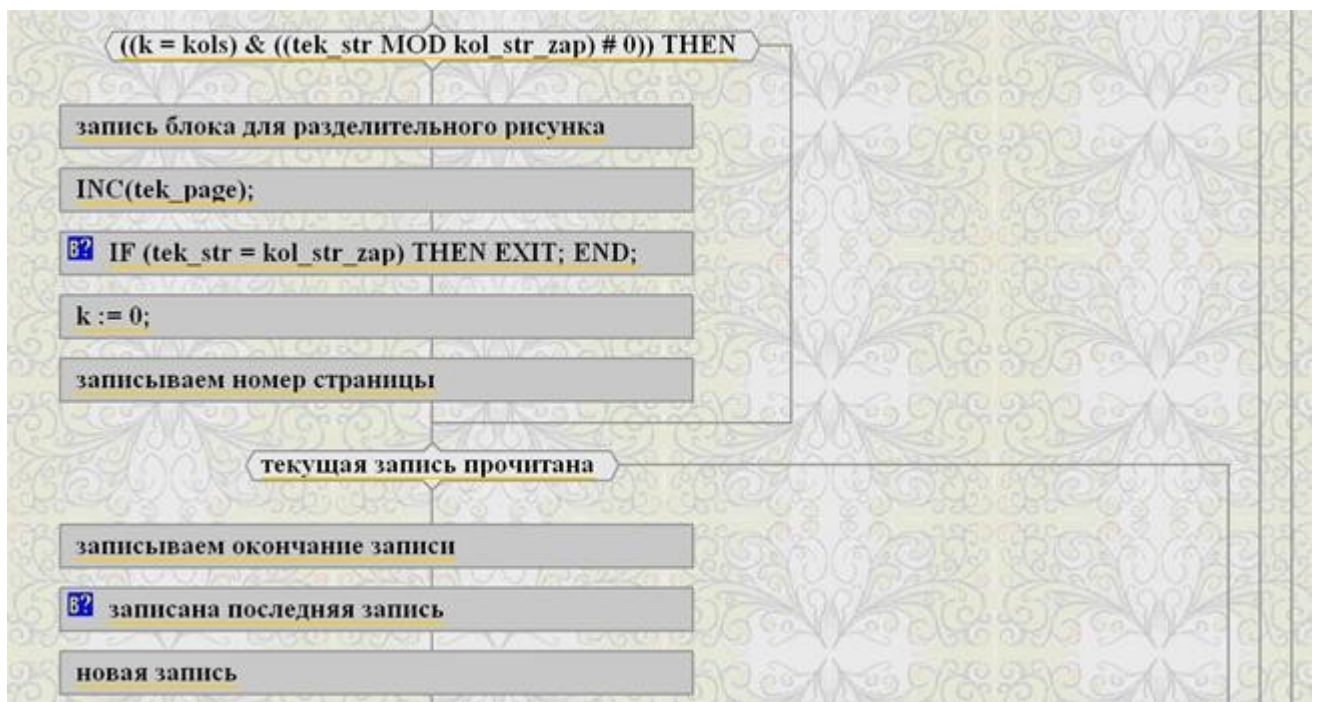 ((k = kols) & ((tek_str MOD kol_str_zap) # 0)) THEN
запись блока для разделительного рисунка
INC(tek_page);
В? IF (tek_str = kol_str_zap) THEN EXIT; END;
k := 0;
записываем номер страницы
текущая запись прочитана
записываем окончание записи
В? записана последняя запись
новая запись